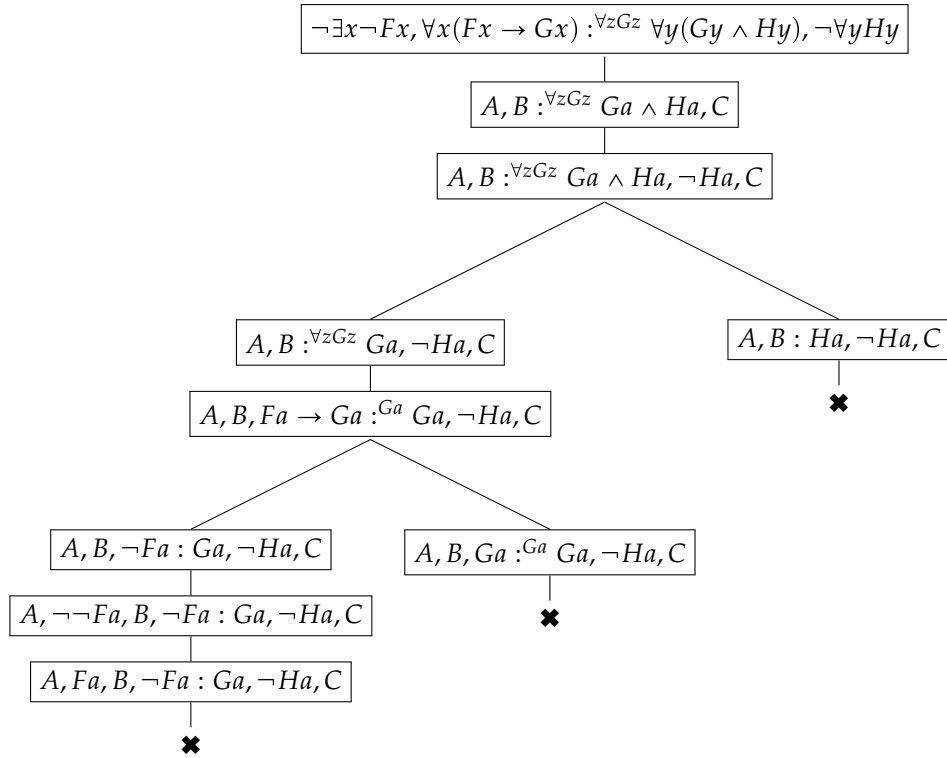 ¬∃x¬Fx, ∀x(Fx → Gx) :^{∀zGz} ∀y(Gy ∧ Hy), ¬∀yHy
A, B :^{∀zGz} Ga ∧ Ha, C
A, B :^{∀zGz} Ga ∧ Ha, ¬Ha, C
A, B :^{∀zGz} Ga, ¬Ha, C
A, B : Ha, ¬Ha, C
✖
A, B, Fa → Ga :^{Ga} Ga, ¬Ha, C
A, B, ¬Fa : Ga, ¬Ha, C
A, B, Ga :^{Ga} Ga, ¬Ha, C
✖
A, ¬¬Fa, B, ¬Fa : Ga, ¬Ha, C
A, Fa, B, ¬Fa : Ga, ¬Ha, C
✖